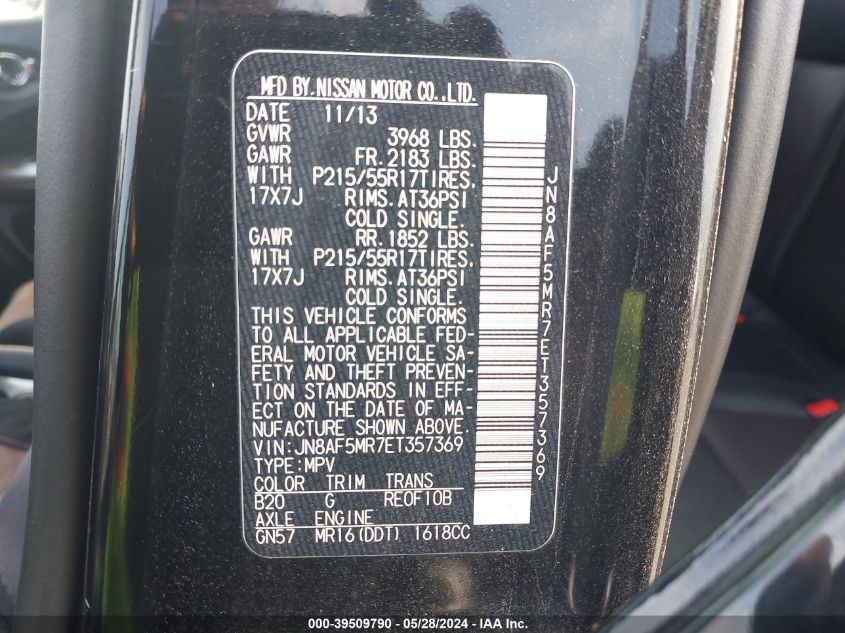 MFD BY.NISSAN MOTOR CO.,LTD.
DATE 11/13
GVWR 3968 LBS.
GAWR FR.2183 LBS.
WITH P215/55R17TIRES,
17X7J RIMS.AT36PSI
COLD SINGLE.
GAWR RR.1852 LBS.
WITH P215/55R17TIRES,
17X7J RIMS.AT36PSI
COLD SINGLE.
THIS VEHICLE CONFORMS
TO ALL APPLICABLE FED-
ERAL MOTOR VEHICLE SA-
FETY AND THEFT PREVEN-
TION STANDARDS IN EFF-
ECT ON THE DATE OF MA-
NUFACTURE SHOWN ABOVE.
VIN:JN8AF5MR7ET357369
TYPE:MPV
COLOR TRIM TRANS
B20 G RE0F10B
AXLE ENGINE
GN57 MR16(DDT) 1618CC
JN8AF5MR7ET357369
000-39509790 - 05/28/2024 - IAAI.com